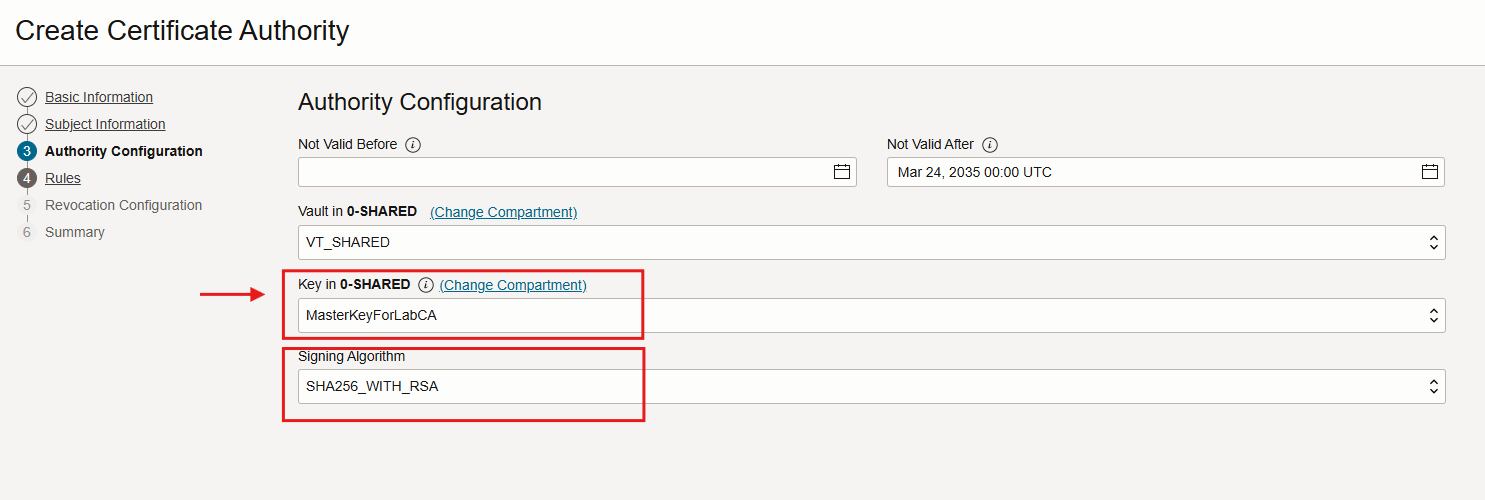 Create Certificate Authority
Basic Information
Subject Information
3 Authority Configuration
4 Rules
5 Revocation Configuration
6 Summary
Authority Configuration
Not Valid Before i
Not Valid After i
Mar 24, 2035 00:00 UTC
Vault in 0-SHARED (Change Compartment)
VT_SHARED
Key in 0-SHARED i (Change Compartment)
MasterKeyForLabCA
Signing Algorithm
SHA256_WITH_RSA